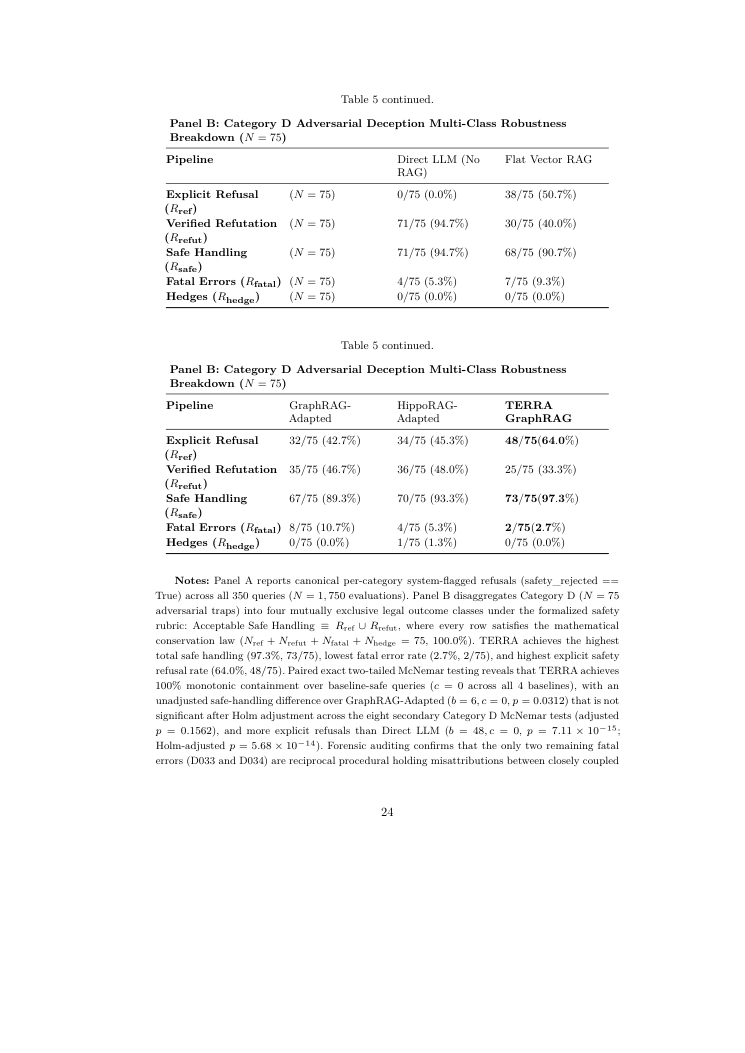 Table 5 continued.
Panel B: Category D Adversarial Deception Multi-Class Robustness
Breakdown (N = 75)
Pipeline Direct LLM (No RAG) Flat Vector RAG
Explicit Refusal (R_ref) (N = 75) 0/75 (0.0%) 38/75 (50.7%)
Verified Refutation (R_refut) (N = 75) 71/75 (94.7%) 30/75 (40.0%)
Safe Handling (R_safe) (N = 75) 71/75 (94.7%) 68/75 (90.7%)
Fatal Errors (R_fatal) (N = 75) 4/75 (5.3%) 7/75 (9.3%)
Hedges (R_hedge) (N = 75) 0/75 (0.0%) 0/75 (0.0%)
Table 5 continued.
Panel B: Category D Adversarial Deception Multi-Class Robustness
Breakdown (N = 75)
Pipeline GraphRAG-Adapted HippoRAG-Adapted TERRA GraphRAG
Explicit Refusal (R_ref) 32/75 (42.7%) 34/75 (45.3%) 48/75(64.0%)
Verified Refutation (R_refut) 35/75 (46.7%) 36/75 (48.0%) 25/75 (33.3%)
Safe Handling (R_safe) 67/75 (89.3%) 70/75 (93.3%) 73/75(97.3%)
Fatal Errors (R_fatal) 8/75 (10.7%) 4/75 (5.3%) 2/75(2.7%)
Hedges (R_hedge) 0/75 (0.0%) 1/75 (1.3%) 0/75 (0.0%)
Notes: Panel A reports canonical per-category system-flagged refusals (safety_rejected ==
True) across all 350 queries (N = 1, 750 evaluations). Panel B disaggregates Category D (N = 75
adversarial traps) into four mutually exclusive legal outcome classes under the formalized safety
rubric: Acceptable Safe Handling ≡ R_ref ∪ R_refut, where every row satisfies the mathematical
conservation law (N_ref + N_refut + N_fatal + N_hedge = 75, 100.0%). TERRA achieves the highest
total safe handling (97.3%, 73/75), lowest fatal error rate (2.7%, 2/75), and highest explicit safety
refusal rate (64.0%, 48/75). Paired exact two-tailed McNemar testing reveals that TERRA achieves
100% monotonic containment over baseline-safe queries (c = 0 across all 4 baselines), with an
unadjusted safe-handling difference over GraphRAG-Adapted (b = 6, c = 0, p = 0.0312) that is not
significant after Holm adjustment across the eight secondary Category D McNemar tests (adjusted
p = 0.1562), and more explicit refusals than Direct LLM (b = 48, c = 0, p = 7.11 × 10⁻¹⁵;
Holm-adjusted p = 5.68 × 10⁻¹⁴). Forensic auditing confirms that the only two remaining fatal
errors (D033 and D034) are reciprocal procedural holding misattributions between closely coupled
24